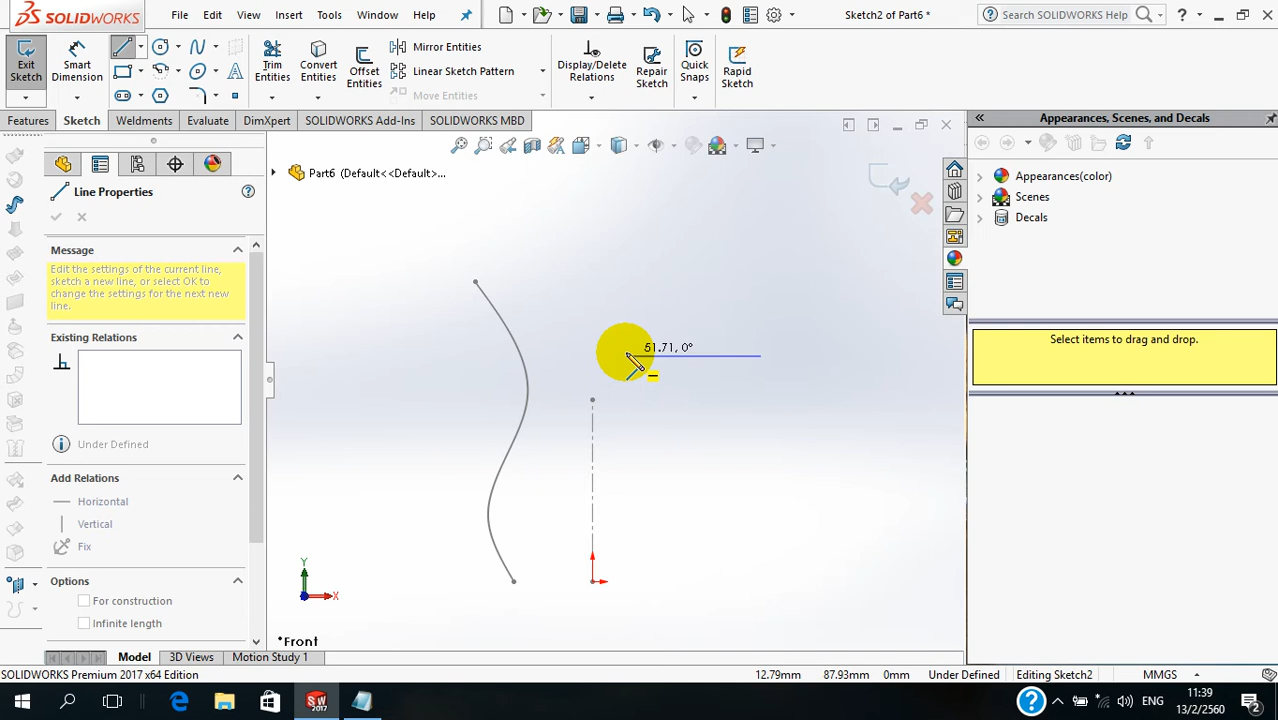 SOLIDWORKS
File Edit View Insert Tools Window Help
Sketch2 of Part6 *
Search SOLIDWORKS Help
Exit Sketch
Smart Dimension
Trim Entities
Convert Entities
Offset Entities
Mirror Entities
Linear Sketch Pattern
Move Entities
Display/Delete Relations
Repair Sketch
Quick Snaps
Rapid Sketch
Features Sketch Weldments Evaluate DimXpert SOLIDWORKS Add-Ins SOLIDWORKS MBD
Appearances, Scenes, and Decals
Part6 (Default<<Default>...
Line Properties
Message
Edit the settings of the current line,
sketch a new line, or select OK to
change the settings for the next new
line.
Existing Relations
Under Defined
Add Relations
Horizontal
Vertical
Fix
Options
For construction
Infinite length
51.71, 0°
Y
X
*Front
Appearances(color)
Scenes
Decals
Select items to drag and drop.
Model 3D Views Motion Study 1
SOLIDWORKS Premium 2017 x64 Edition
12.79mm 87.93mm 0mm Under Defined Editing Sketch2 MMGS
SW 2017
ENG
11:39
13/2/2560
2